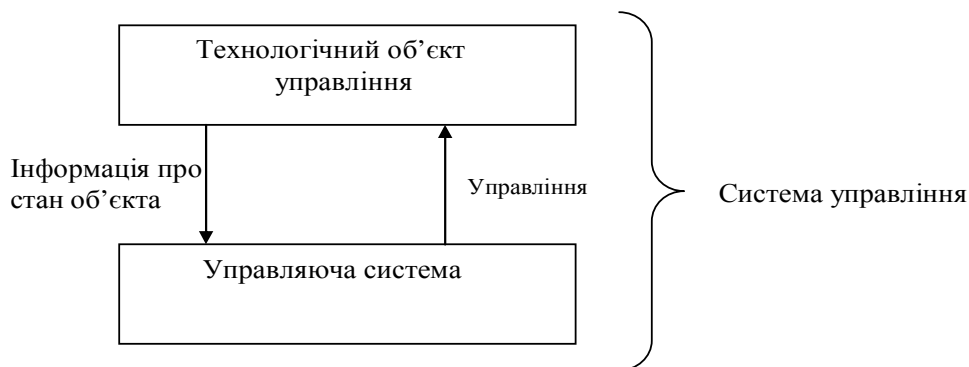 Технологічний об’єкт
управління
Інформація про
стан об’єкта
Управління
Система управління
Управляюча система